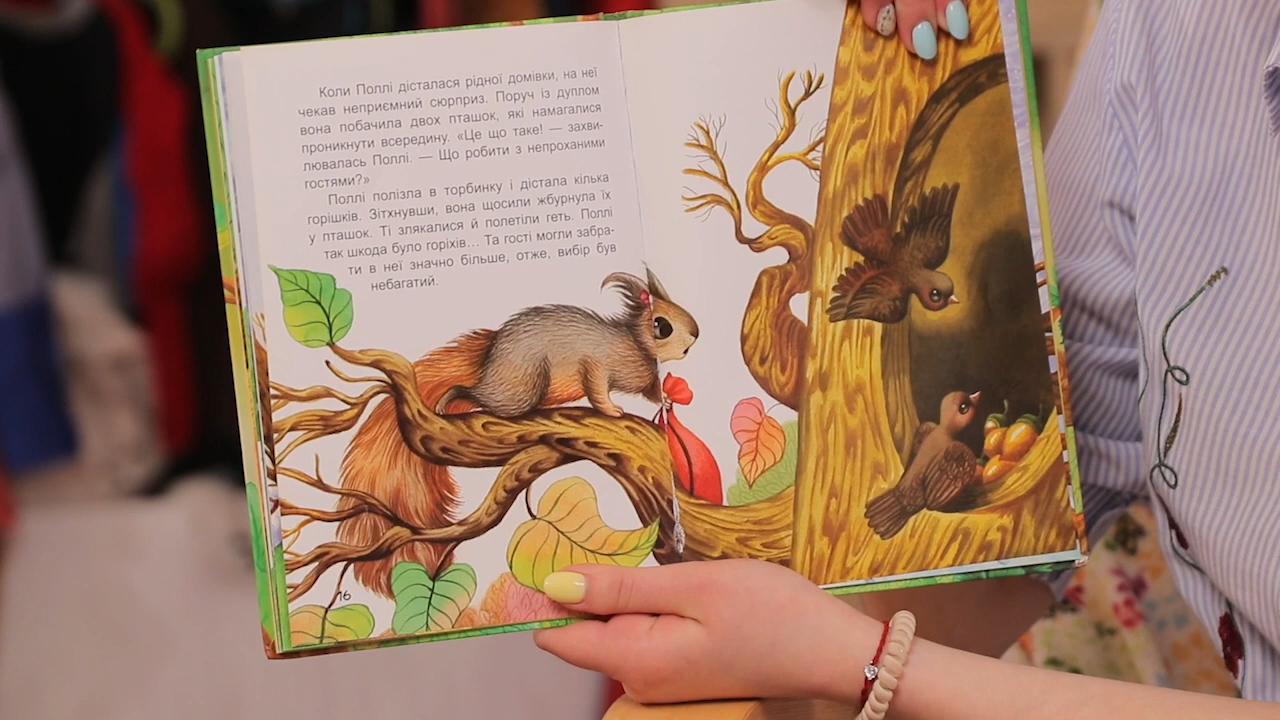 Коли Поллі дісталася рідної домівки, на неї
чекав неприємний сюрприз. Поруч із дуплом
вона побачила двох пташок, які намагалися
проникнути всередину. «Це що таке! — захви-
лювалась Поллі. — Що робити з непроханими
гостями?»
Поллі полізла в торбинку і дістала кілька
горішків. Зітхнувши, вона щосили жбурнула їх
у пташок. Ті злякалися й полетіли геть. Поллі
так шкода було горіхів... Та гості могли забра-
ти в неї значно більше, отже, вибір був
небагатий.
16